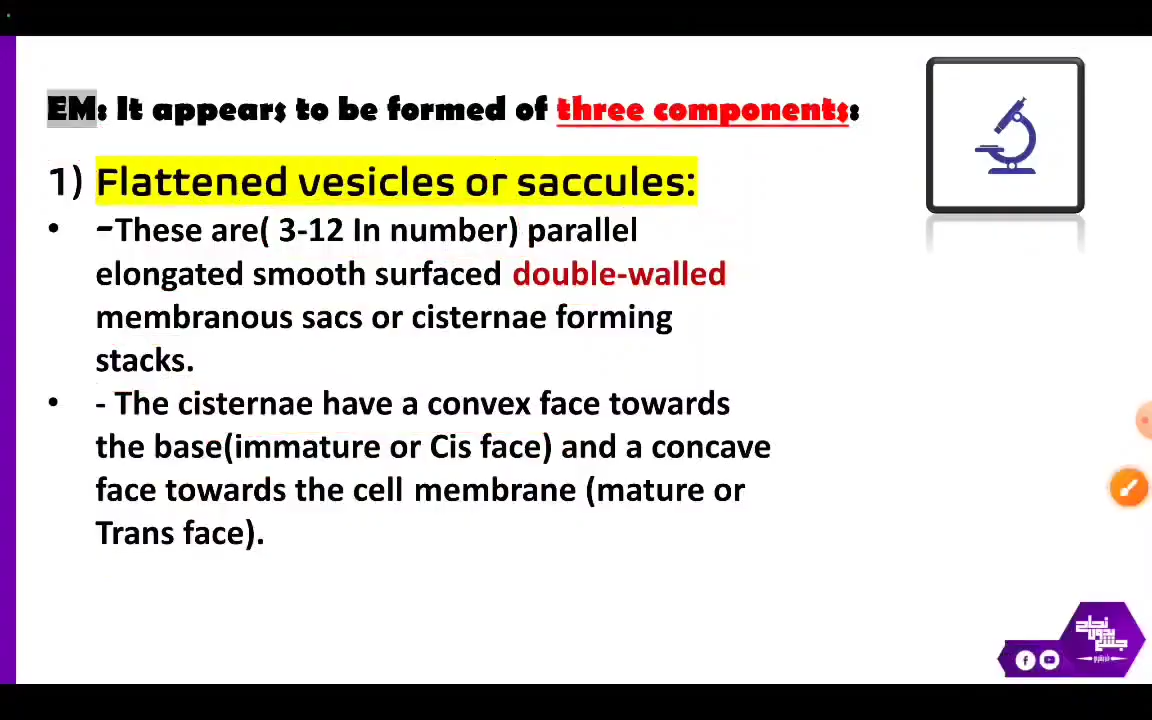 EM: It appears to be formed of three components:
1) Flattened vesicles or saccules:
• -These are( 3-12 In number) parallel
elongated smooth surfaced double-walled
membranous sacs or cisternae forming
stacks.
• - The cisternae have a convex face towards
the base(immature or Cis face) and a concave
face towards the cell membrane (mature or
Trans face).